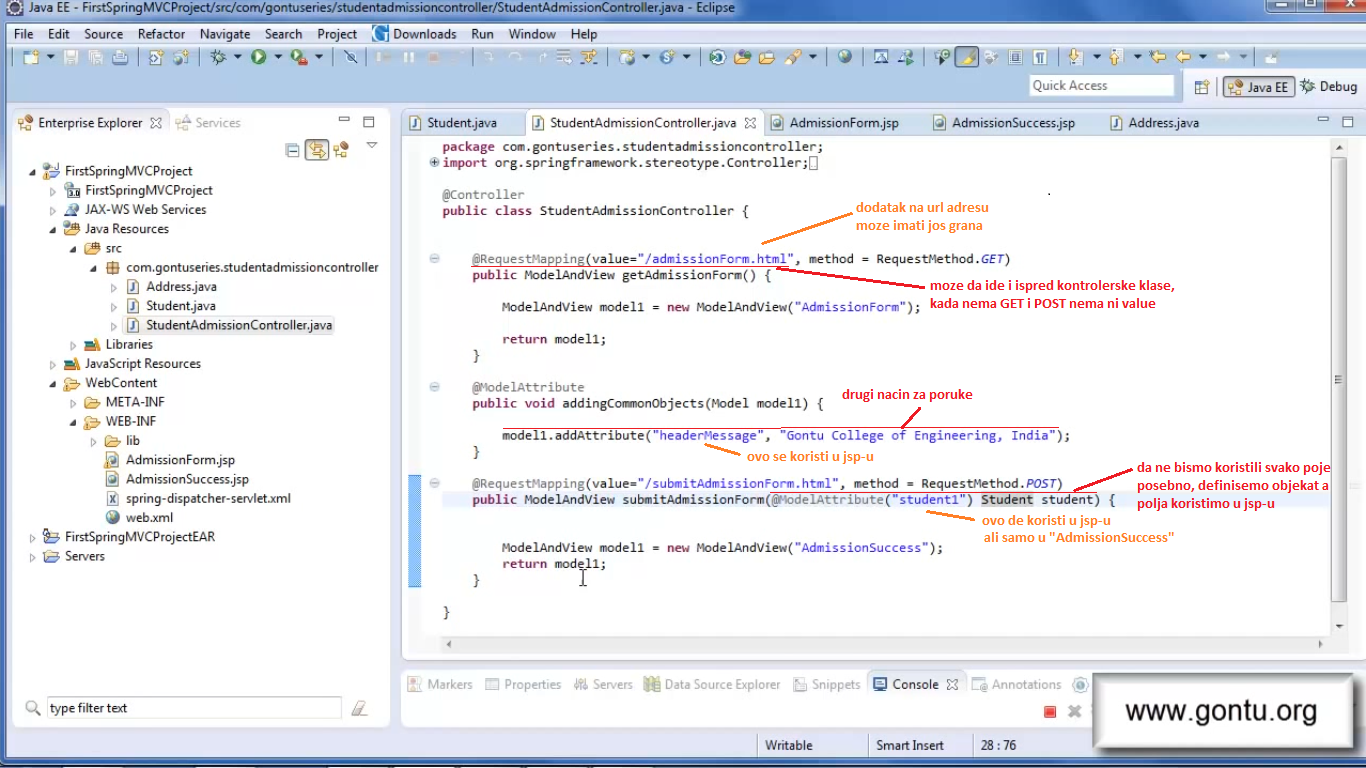 Java EE - FirstSpringMVCProject/src/com/gontuseries/studentadmissioncontroller/StudentAdmissionController.java - Eclipse
File Edit Source Refactor Navigate Search Project Downloads Run Window Help
Quick Access
Java EE
Debug
Enterprise Explorer
Services
FirstSpringMVCProject
FirstSpringMVCProject
JAX-WS Web Services
Java Resources
src
com.gontuseries.studentadmissioncontroller
Address.java
Student.java
StudentAdmissionController.java
Libraries
JavaScript Resources
WebContent
META-INF
WEB-INF
lib
AdmissionForm.jsp
AdmissionSuccess.jsp
spring-dispatcher-servlet.xml
web.xml
FirstSpringMVCProjectEAR
Servers
type filter text
Student.java
StudentAdmissionController.java
AdmissionForm.jsp
AdmissionSuccess.jsp
Address.java
package com.gontuseries.studentadmissioncontroller;
import org.springframework.stereotype.Controller;
@Controller
public class StudentAdmissionController {
dodatak na url adresu
moze imati jos grana
@RequestMapping(value="/admissionForm.html", method = RequestMethod.GET)
public ModelAndView getAdmissionForm() {
moze da ide i ispred kontrolerske klase,
kada nema GET i POST nema ni value
ModelAndView model1 = new ModelAndView("AdmissionForm");
return model1;
}
@ModelAttribute
public void addingCommonObjects(Model model1) {
drugi nacin za poruke
model1.addAttribute("headerMessage", "Gontu College of Engineering, India");
}
ovo se koristi u jsp-u
@RequestMapping(value="/submitAdmissionForm.html", method = RequestMethod.POST)
public ModelAndView submitAdmissionForm(@ModelAttribute("student1") Student student) {
da ne bismo koristili svako poje
posebno, definisemo objekat a
polja koristimo u jsp-u
ovo de koristi u jsp-u
ali samo u "AdmissionSuccess"
ModelAndView model1 = new ModelAndView("AdmissionSuccess");
return model1;
}
}
Markers
Properties
Servers
Data Source Explorer
Snippets
Console
Annotations
www.gontu.org
Writable
Smart Insert
28 : 76